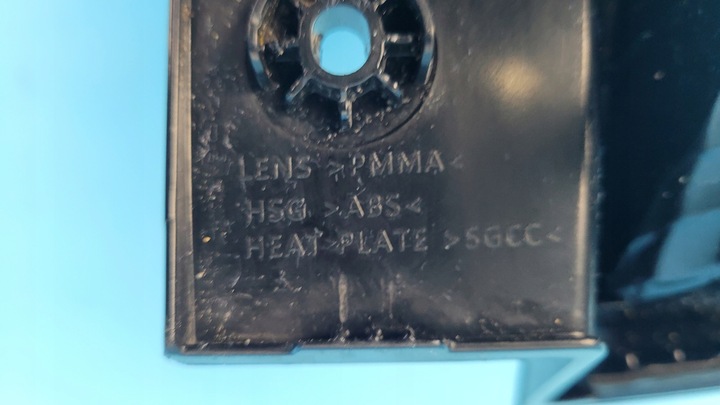 LENS >PMMA<
HSG >ABS<
HEAT PLATE >SGCC<